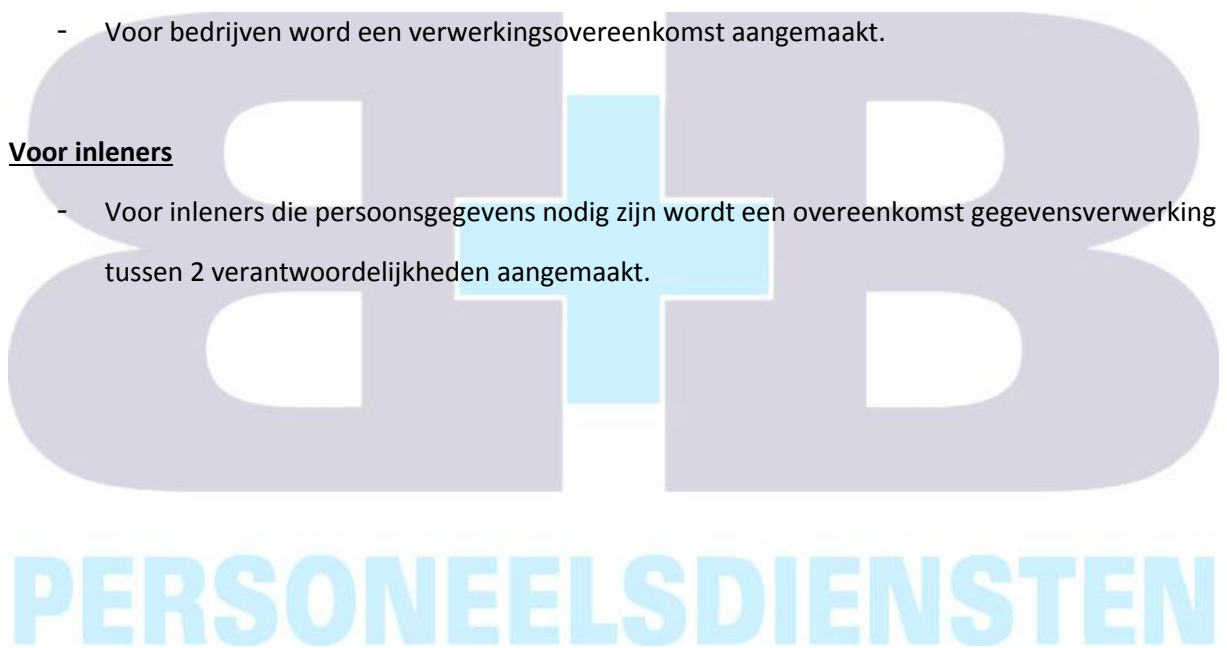 - Voor bedrijven word een verwerkingsovereenkomst aangemaakt.
Voor inleners
- Voor inleners die persoonsgegevens nodig zijn wordt een overeenkomst gegevensverwerking
tussen 2 verantwoordelijkheden aangemaakt.
B+B
PERSONEELSDIENSTEN